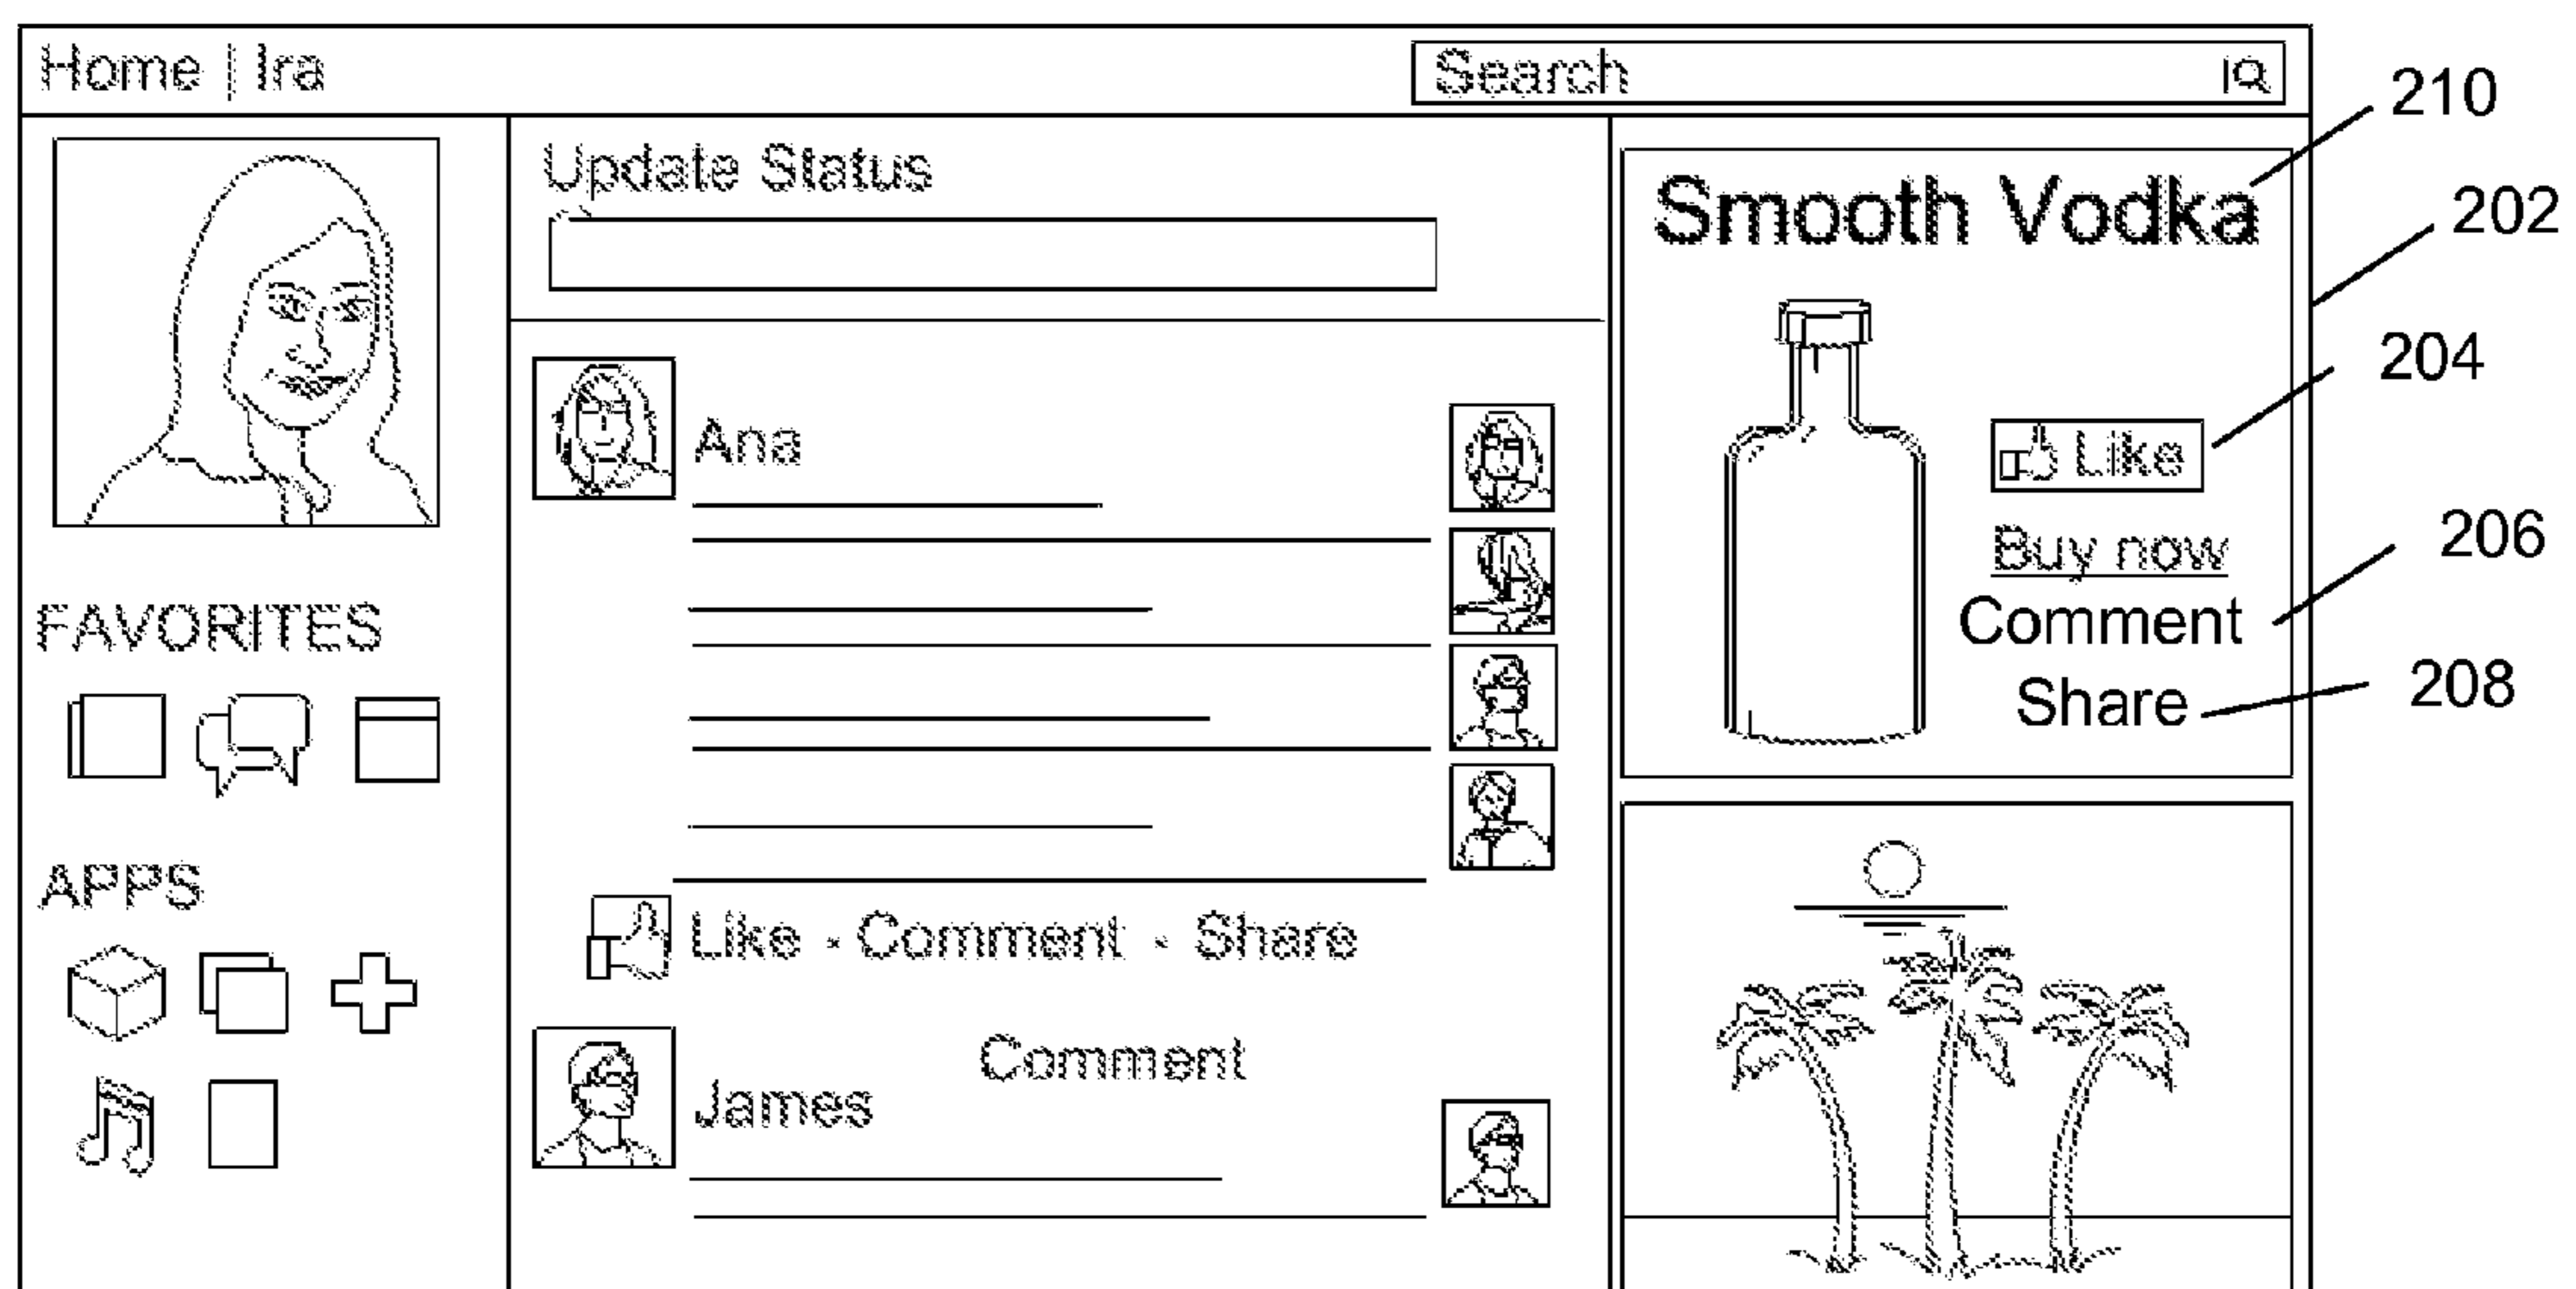 Home | Ira
Search
Update Status
Ana
Like - Comment - Share
Comment
James
FAVORITES
APPS
Smooth Vodka
Like
Buy now
Comment
Share
210
202
204
206
208